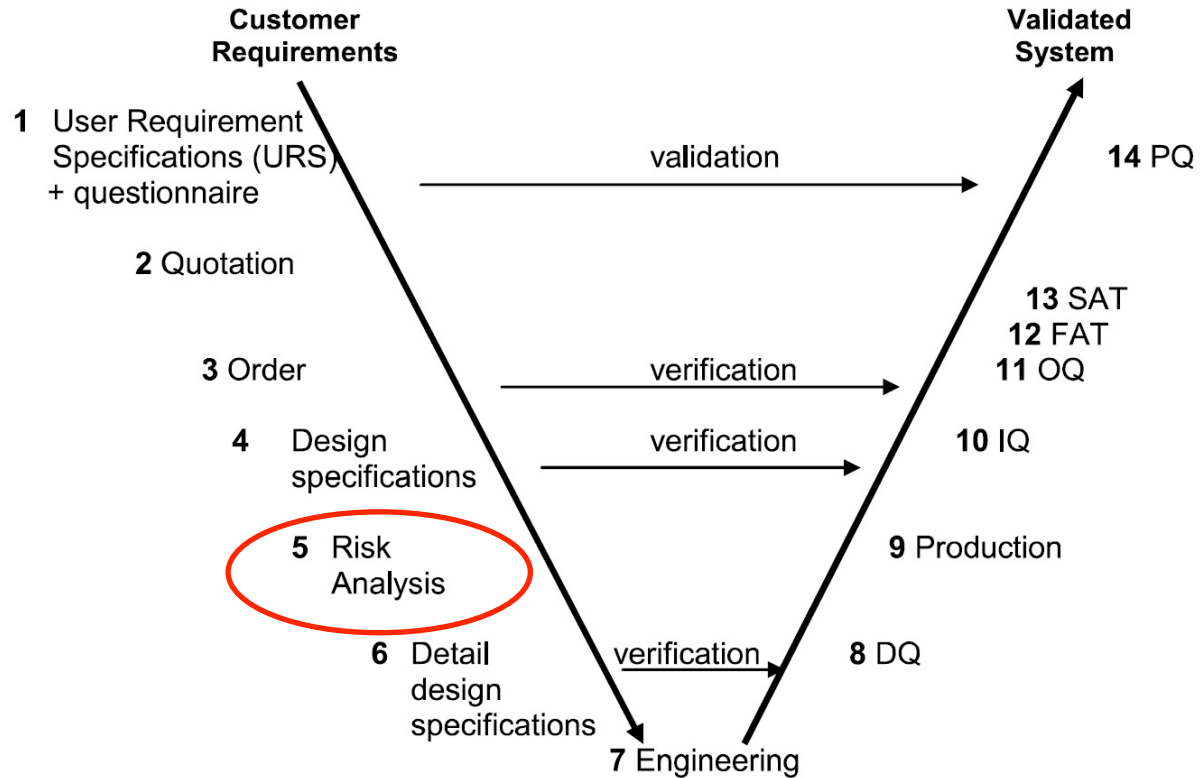 Customer
Requirements
Validated
System
1 User Requirement
Specifications (URS)
+ questionnaire
validation
14 PQ
2 Quotation
13 SAT
12 FAT
3 Order
verification
11 OQ
4 Design
specifications
verification
10 IQ
5 Risk
Analysis
9 Production
6 Detail
design
specifications
verification
8 DQ
7 Engineering